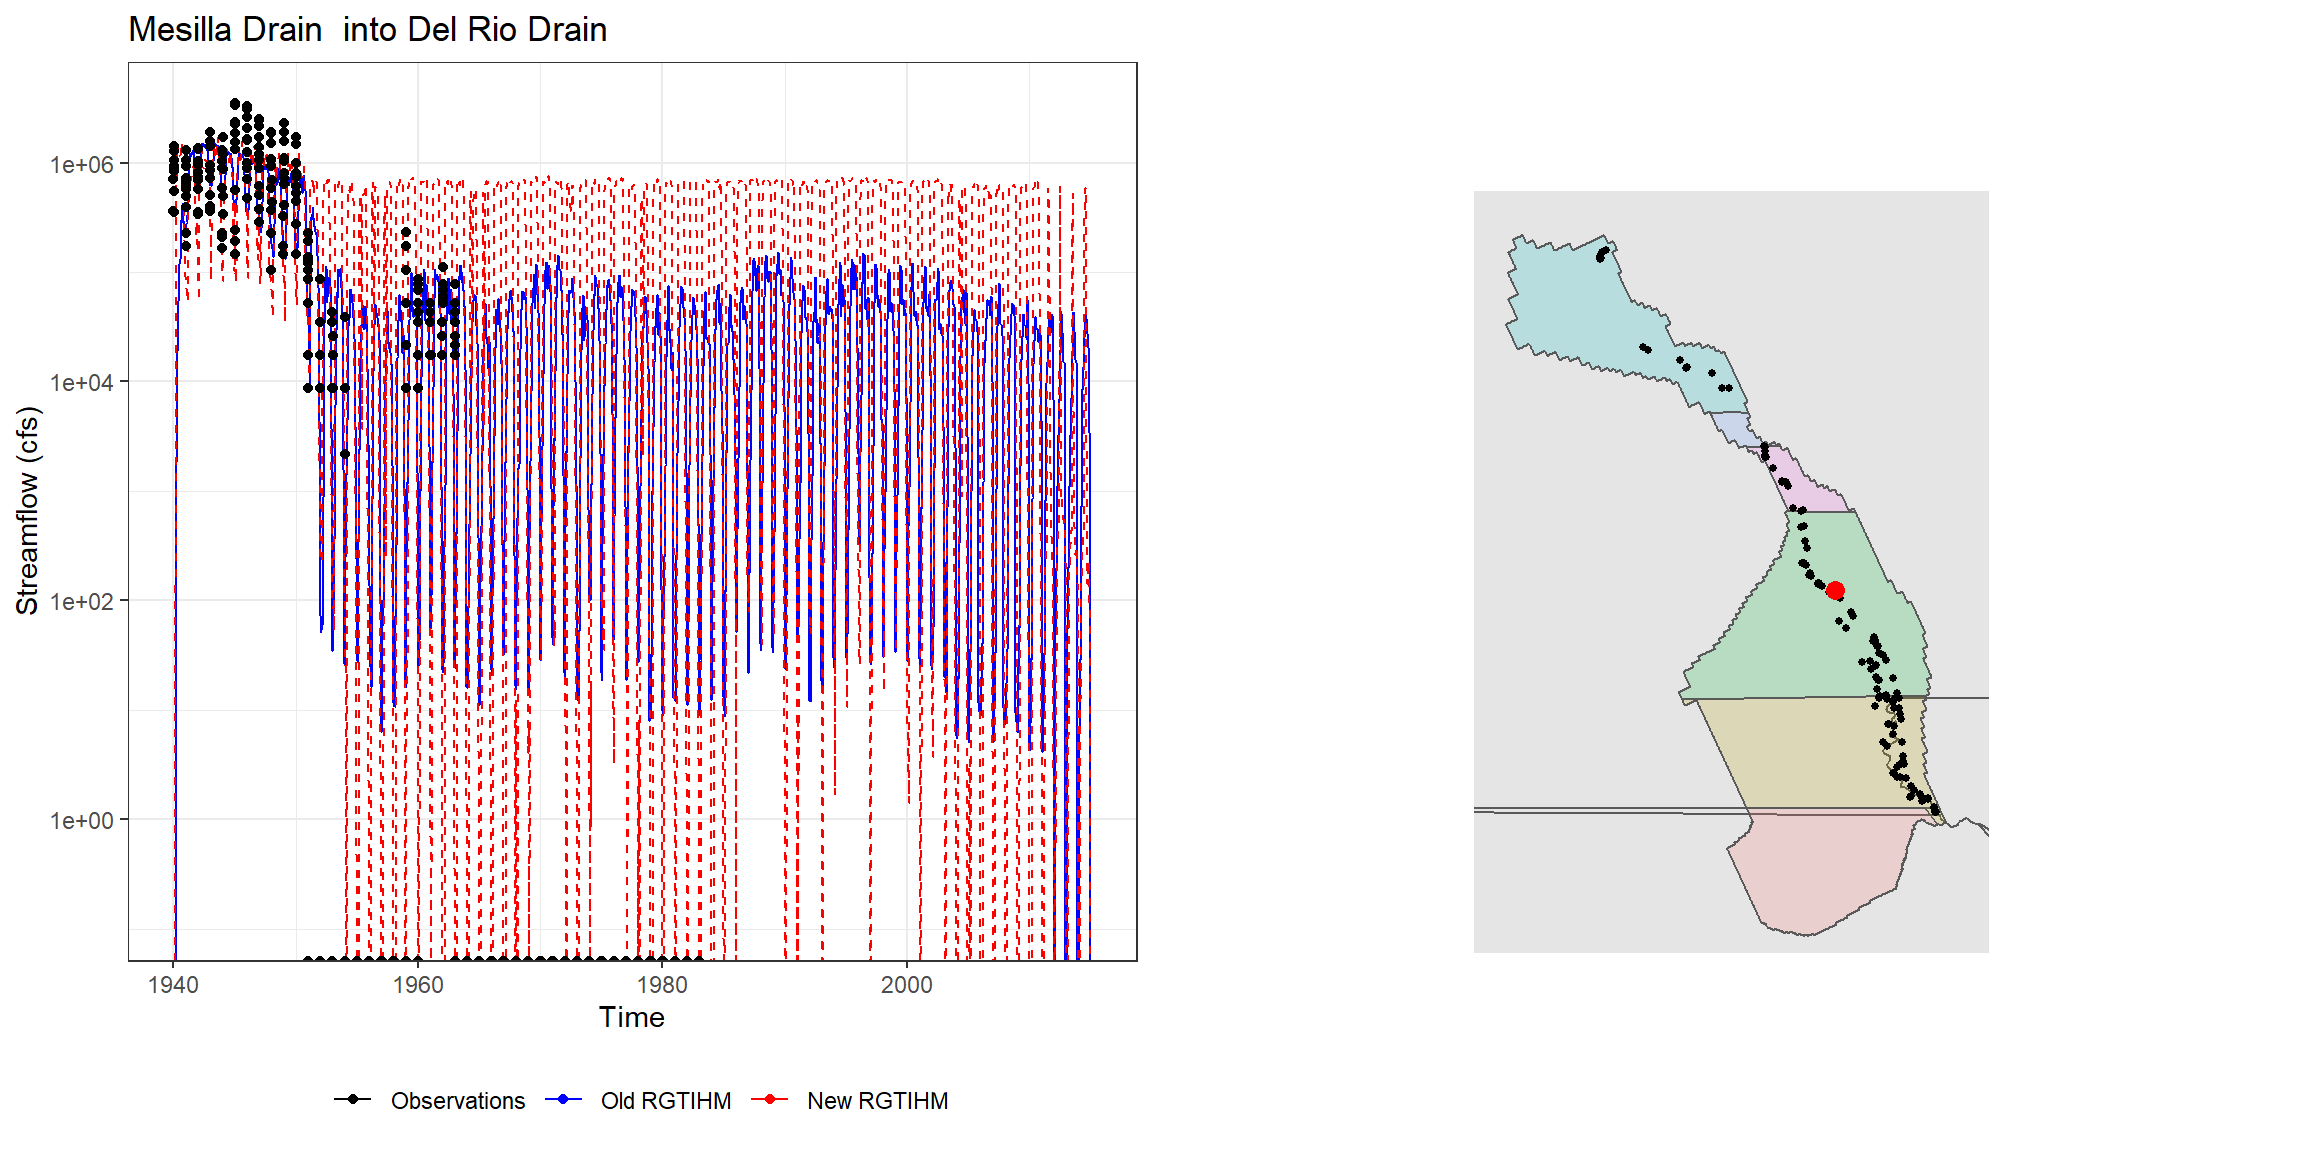 Mesilla Drain  into Del Rio Drain
Streamflow (cfs)
1e+06
1e+04
1e+02
1e+00
1940 1960 1980 2000
Time
Observations Old RGTIHM New RGTIHM